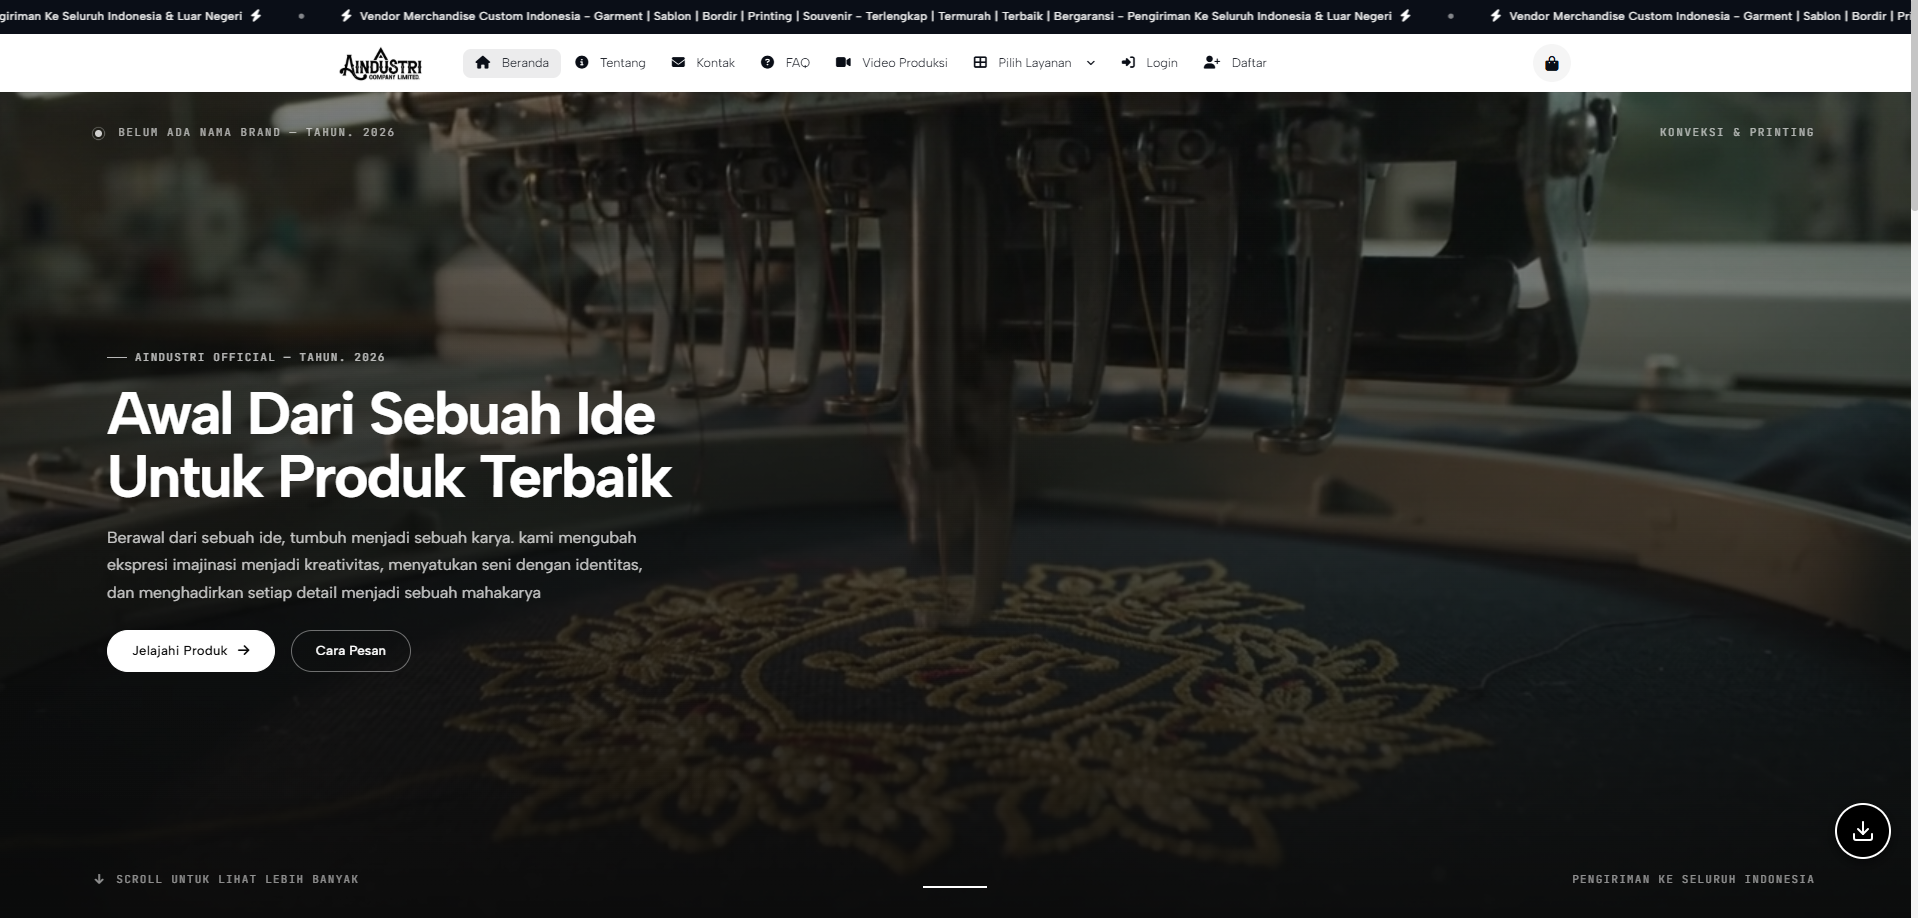 giriman Ke Seluruh Indonesia & Luar Negeri
Vendor Merchandise Custom Indonesia - Garment | Sablon | Bordir | Printing | Souvenir - Terlengkap | Termurah | Terbaik | Bergaransi - Pengiriman Ke Seluruh Indonesia & Luar Negeri
Vendor Merchandise Custom Indonesia - Garment | Sablon | Bordir | Pri
AINDUSTRI
COMPANY LIMITED.
Beranda
Tentang
Kontak
FAQ
Video Produksi
Pilih Layanan
Login
Daftar
BELUM ADA NAMA BRAND — TAHUN. 2026
KONVEKSI & PRINTING
AINDUSTRI OFFICIAL — TAHUN. 2026
Awal Dari Sebuah Ide
Untuk Produk Terbaik
Berawal dari sebuah ide, tumbuh menjadi sebuah karya. kami mengubah
ekspresi imajinasi menjadi kreativitas, menyatukan seni dengan identitas,
dan menghadirkan setiap detail menjadi sebuah mahakarya
Jelajahi Produk →
Cara Pesan
↓ SCROLL UNTUK LIHAT LEBIH BANYAK
PENGIRIMAN KE SELURUH INDONESIA